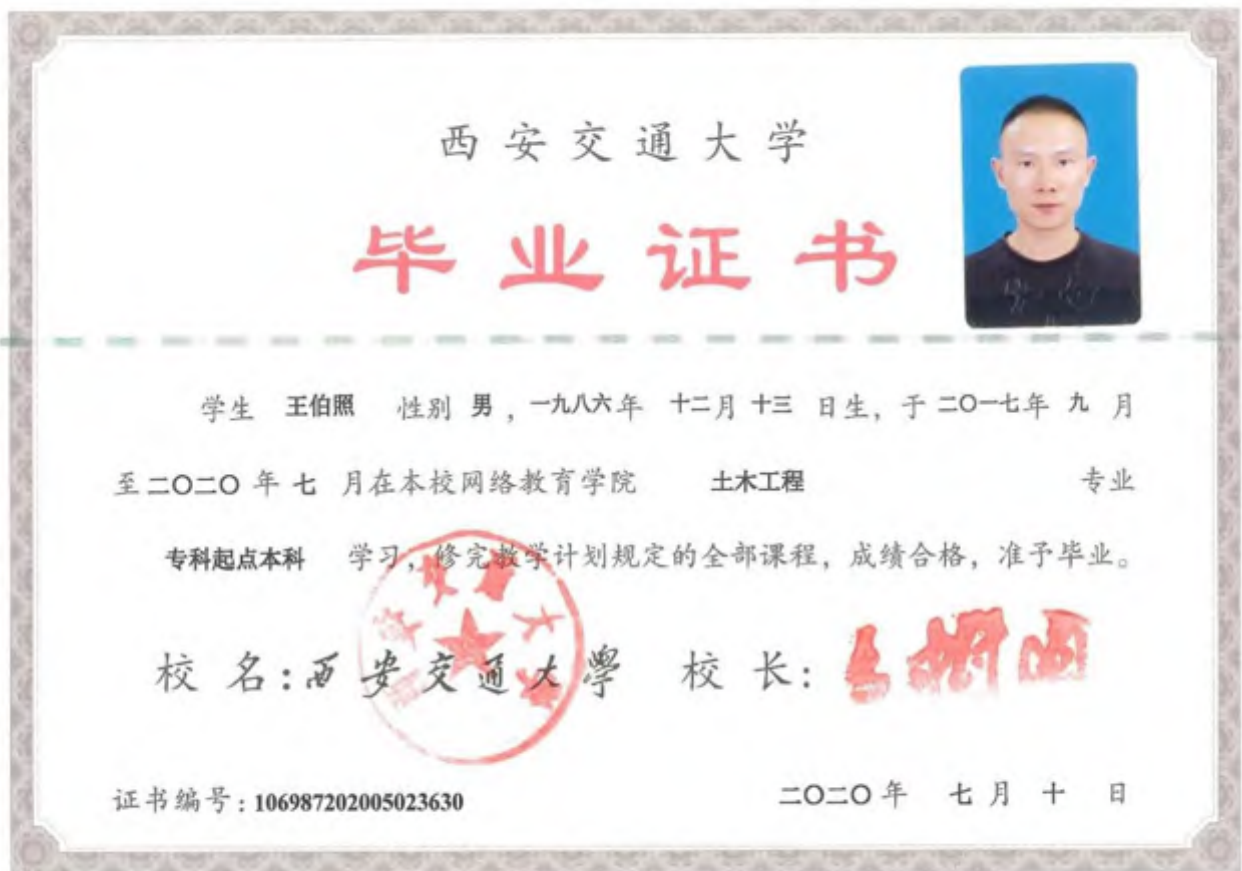 西安交通大学
毕业证书
学生 王伯照 性别 男 ,一九八六年 十二月 十三 日生,于 二〇一七年 九 月
至 二〇二〇 年 七 月在本校网络教育学院 土木工程 专业
专科起点本科 学习,修完教学计划规定的全部课程,成绩合格,准予毕业。
校 名:西安交通大學 校 长:
证书编号:106987202005023630 二〇二〇 年 七 月 十 日